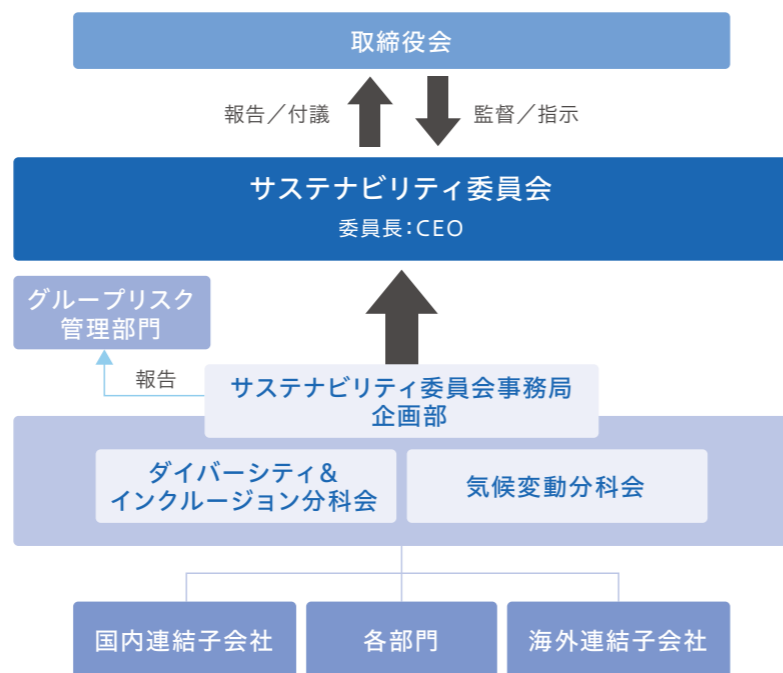 取締役会
報告／付議
監督／指示
サステナビリティ委員会
委員長：CEO
グループリスク
管理部門
報告
サステナビリティ委員会事務局
企画部
ダイバーシティ&
インクルージョン分科会
気候変動分科会
国内連結子会社
各部門
海外連結子会社